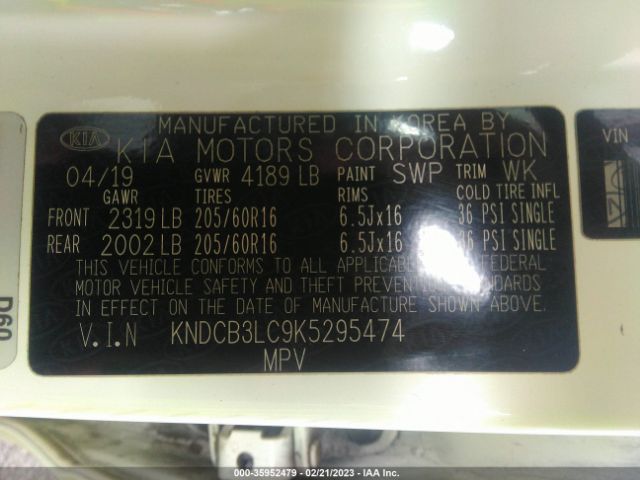 MANUFACTURED IN KOREA BY
KIA KIA MOTORS CORPORATION
04/19 GVWR 4189 LB PAINT SWP TRIM WK
GAWR TIRES RIMS COLD TIRE INFL
FRONT 2319 LB 205/60R16 6.5Jx16 36 PSI SINGLE
REAR 2002 LB 205/60R16 6.5Jx16 36 PSI SINGLE
THIS VEHICLE CONFORMS TO ALL APPLICABLE U.S. FEDERAL
MOTOR VEHICLE SAFETY AND THEFT PREVENTION STANDARDS
IN EFFECT ON THE DATE OF MANUFACTURE SHOWN ABOVE.
V.I.N KNDCB3LC9K5295474
MPV
D60
VIN
000-35952479 - 02/21/2023 - IAA Inc.